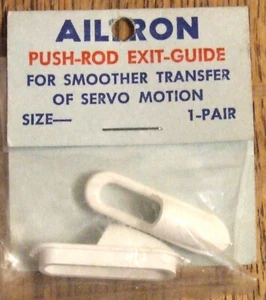 AILERON
PUSH-ROD EXIT-GUIDE
FOR SMOOTHER TRANSFER
OF SERVO MOTION
SIZE— 1-PAIR